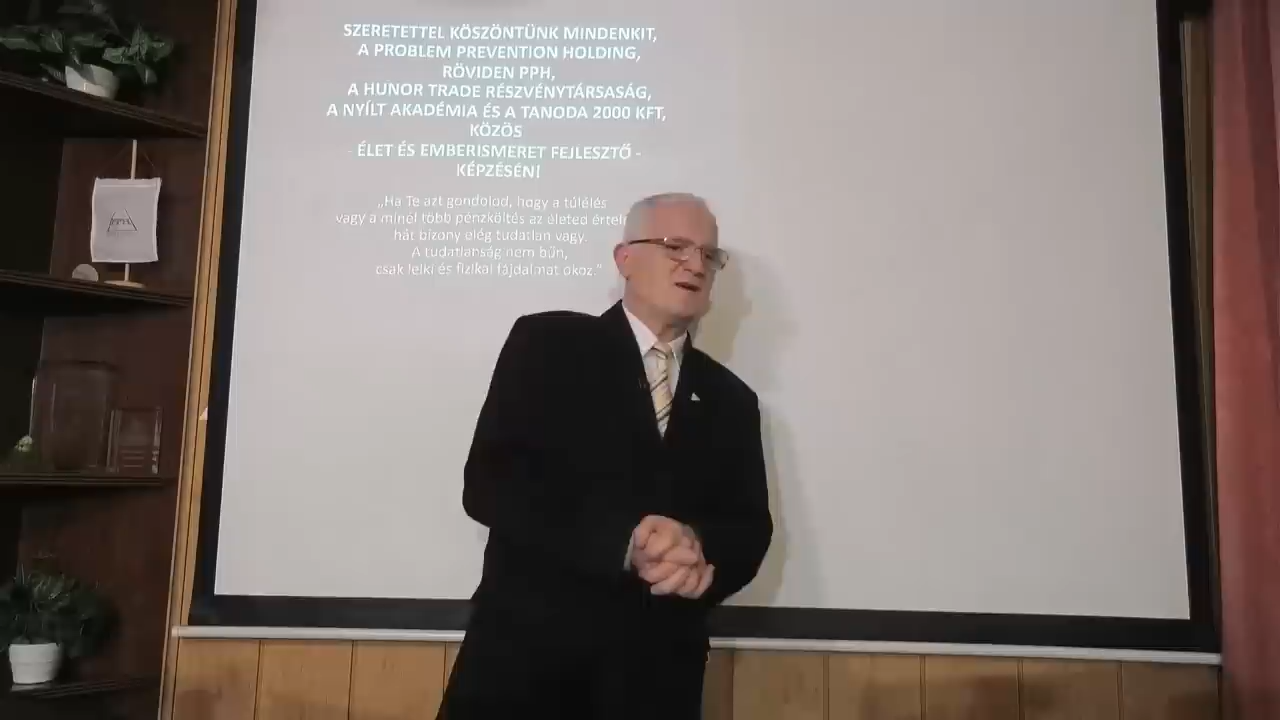 SZERETETTEL KÖSZÖNTÜNK MINDENKIT,
A PROBLEM PREVENTION HOLDING,
RÖVIDEN PPH,
A HUNOR TRADE RÉSZVÉNYTÁRSASÁG,
A NYÍLT AKADÉMIA ÉS A TANODA 2000 KFT,
KÖZÖS
- ÉLET ÉS EMBERISMERET FEJLESZTŐ -
KÉPZÉSÉN!
„Ha Te azt gondolod, hogy a túlélés
vagy a minél több pénzköltés az életed
hát bizony elég tudatlan vagy.
A tudatlanság nem bűn,
csak lelki és fizikai fájdalmat okoz."